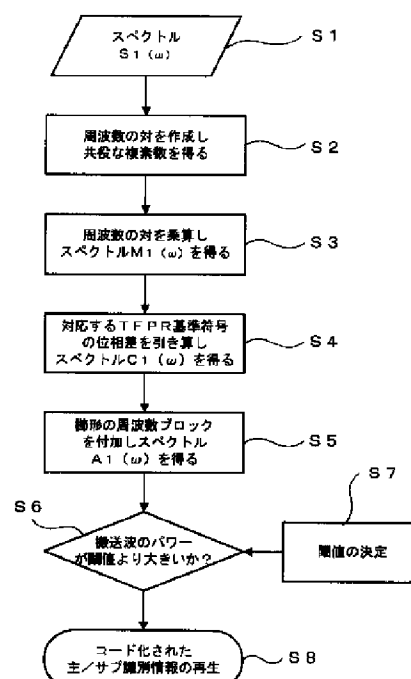 スペクトル
S1(ω)
S1
周波数の対を作成し
共役な複素数を得る
S2
周波数の対を乗算し
スペクトルM1(ω)を得る
S3
対応するTFPR基準符号
の位相差を引き算し
スペクトルC1(ω)を得る
S4
櫛形の周波数ブロック
を付加しスペクトル
A1(ω)を得る
S5
S6
搬送波のパワー
が閾値より大きいか?
S7
閾値の決定
コード化された
主/サブ識別情報の再生
S8